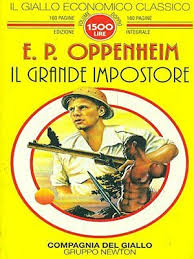 IL GIALLO ECONOMICO CLASSICO
160 PAGINE 1500 LIRE 160 PAGINE
EDIZIONE INTEGRALE
E. P. OPPENHEIM
IL GRANDE IMPOSTORE
COMPAGNIA DEL GIALLO
GRUPPO NEWTON